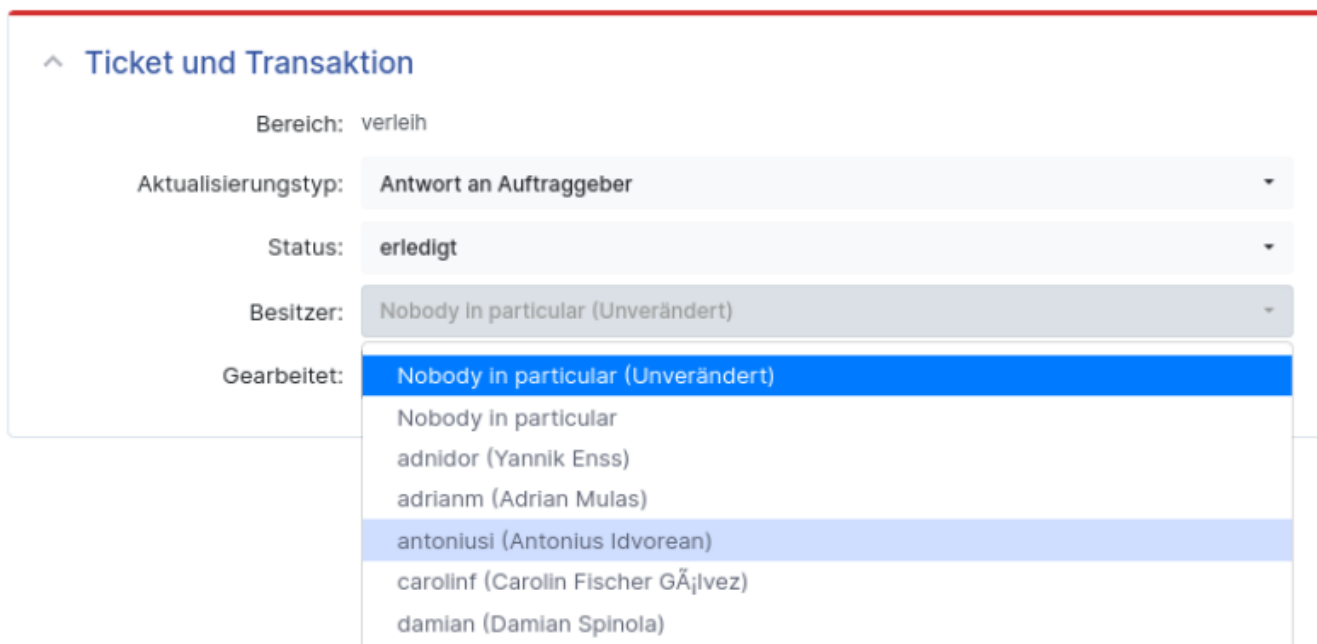 Ticket und Transaktion
Bereich: verleih
Aktualisierungstyp: Antwort an Auftraggeber
Status: erledigt
Besitzer: Nobody in particular (Unverändert)
Gearbeitet:
Nobody in particular (Unverändert)
Nobody in particular
adnidor (Yannik Enss)
adrianm (Adrian Mulas)
antoniusi (Antonius Idvorean)
carolinf (Carolin Fischer GÃ¡lvez)
damian (Damian Spinola)